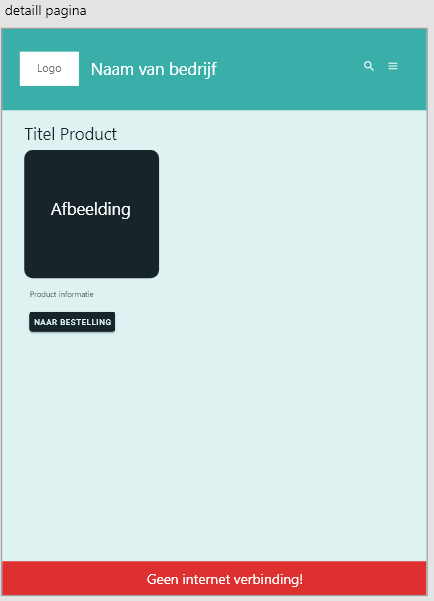 detaill pagina
Logo
Naam van bedrijf
Titel Product
Afbeelding
Product informatie
NAAR BESTELLING
Geen internet verbinding!